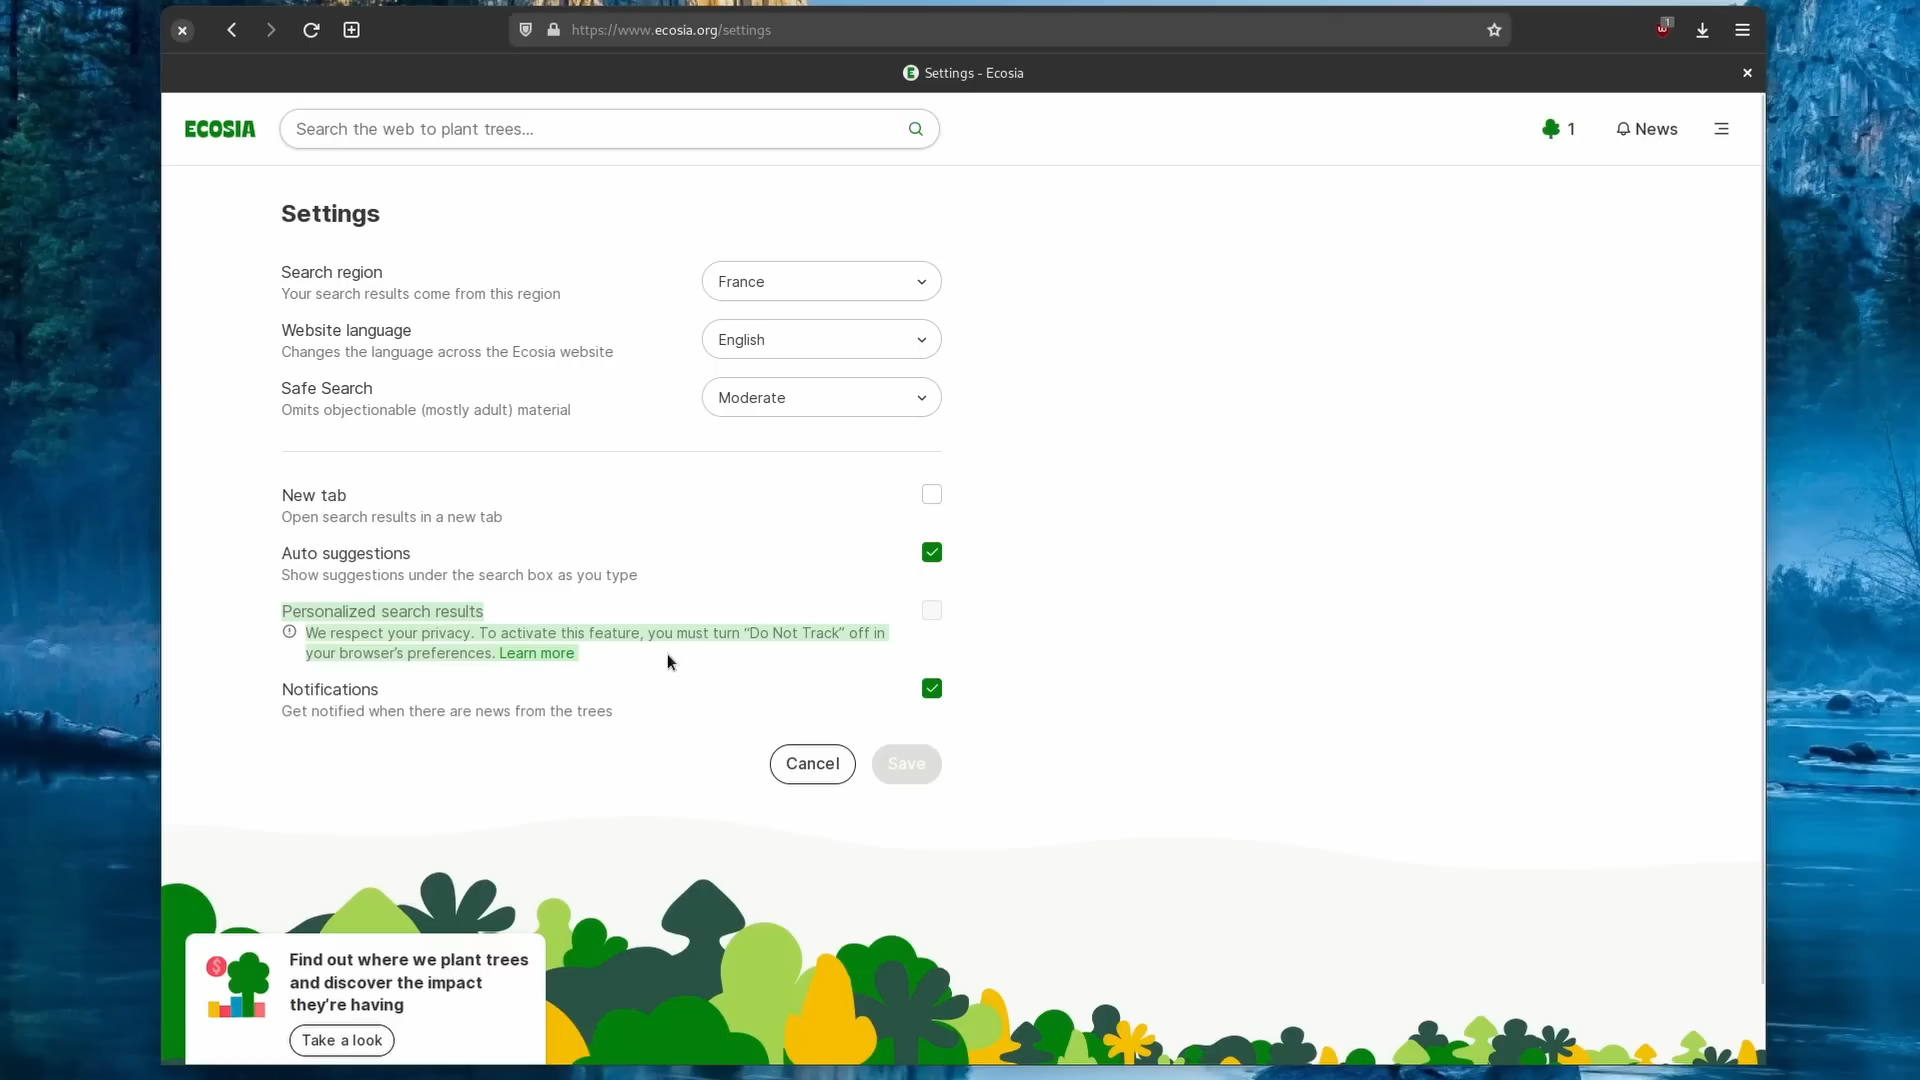 https://www.ecosia.org/settings
1
Settings - Ecosia
ECOSIA
Search the web to plant trees...
1
News
Settings
Search region
Your search results come from this region
France
Website language
Changes the language across the Ecosia website
English
Safe Search
Omits objectionable (mostly adult) material
Moderate
New tab
Open search results in a new tab
Auto suggestions
Show suggestions under the search box as you type
Personalized search results
We respect your privacy. To activate this feature, you must turn “Do Not Track” off in
your browser’s preferences. Learn more
Notifications
Get notified when there are news from the trees
Cancel
Save
Find out where we plant trees
and discover the impact
they’re having
Take a look